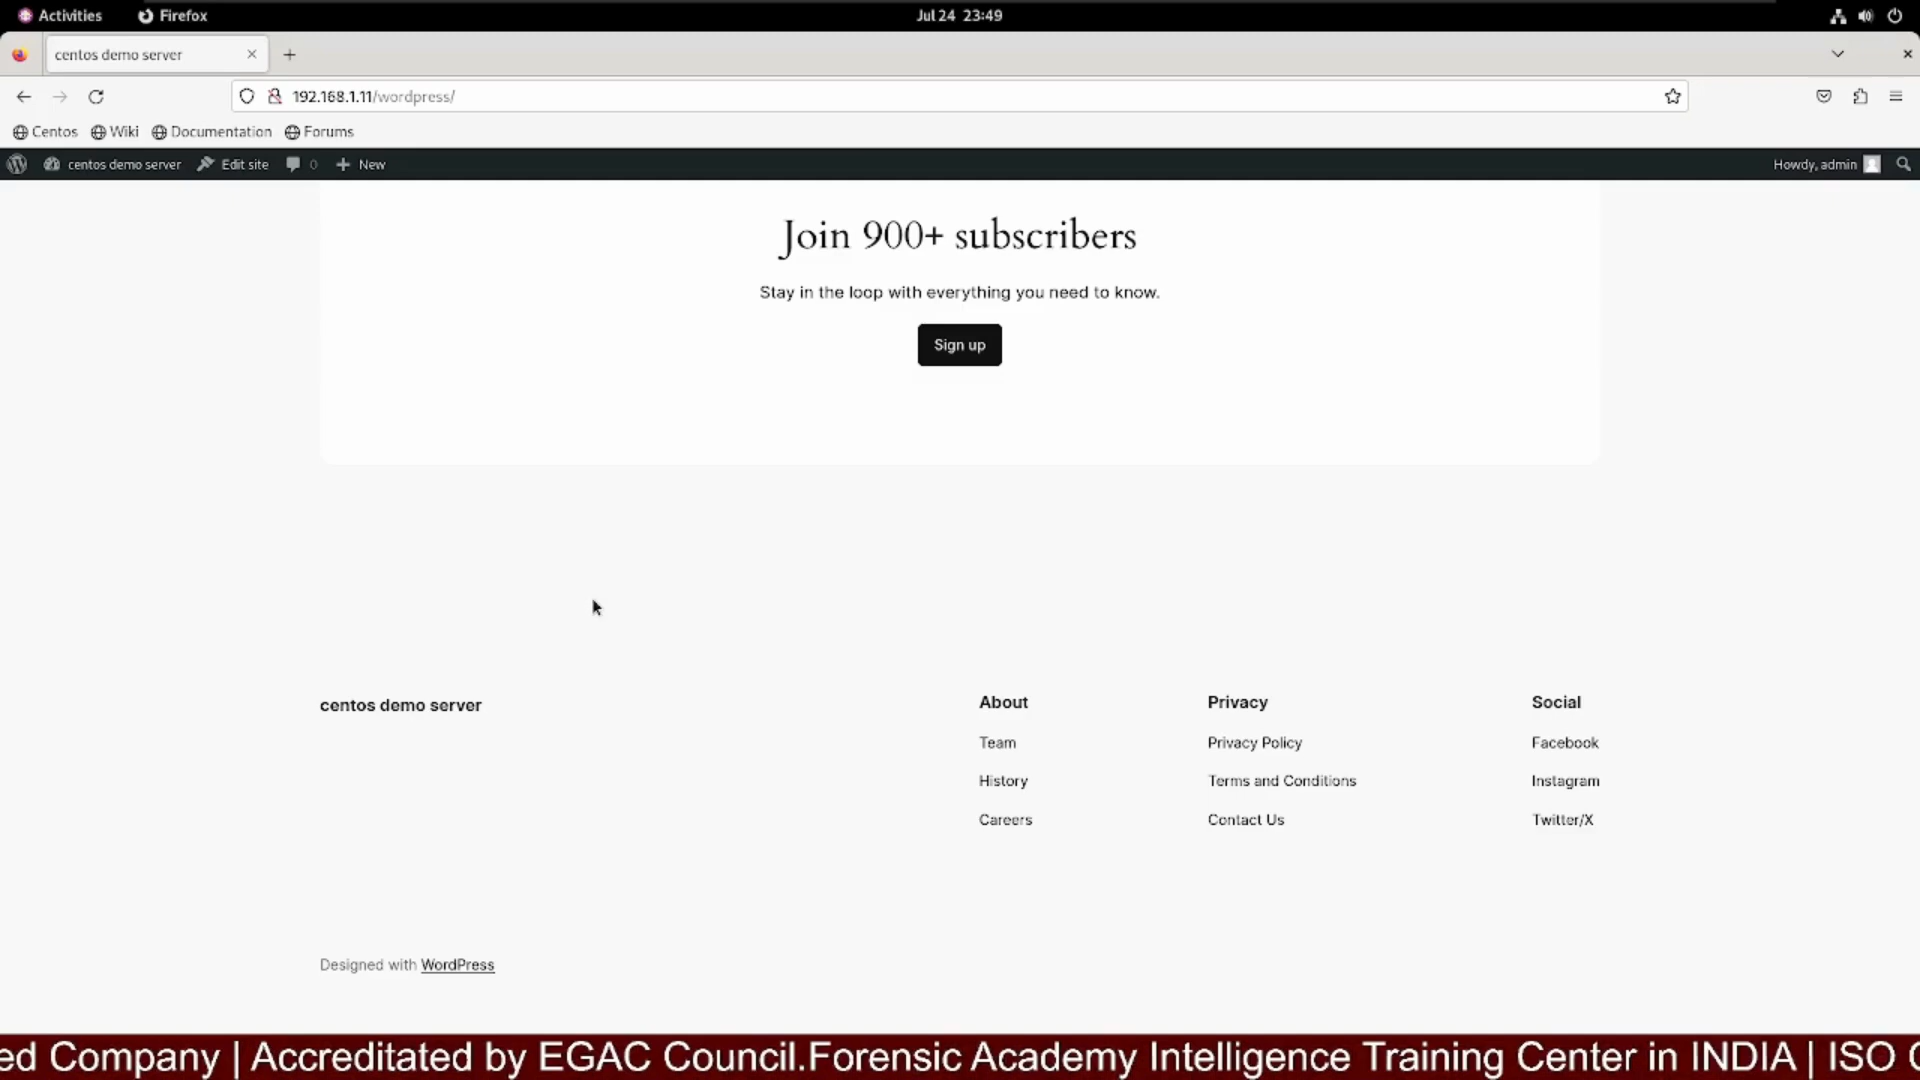 Activities Firefox Jul 24 23:49
centos demo server
192.168.1.11/wordpress/
Centos Wiki Documentation Forums
centos demo server Edit site 0 New Howdy, admin
Join 900+ subscribers
Stay in the loop with everything you need to know.
Sign up
centos demo server About Privacy Social
Team Privacy Policy Facebook
History Terms and Conditions Instagram
Careers Contact Us Twitter/X
Designed with WordPress
ed Company | Accreditated by EGAC Council.Forensic Academy Intelligence Training Center in INDIA | ISO